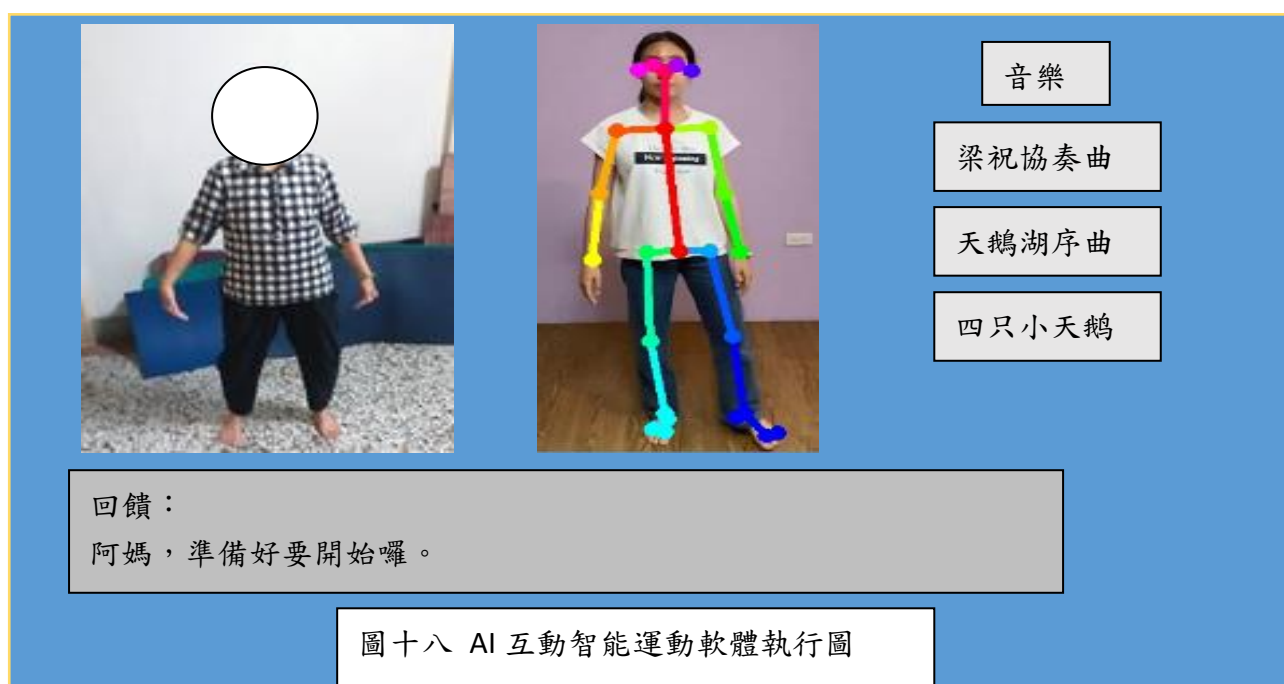 音樂
梁祝協奏曲
天鵝湖序曲
四只小天鹅
回饋：
阿媽，準備好要開始囉。
圖十八 AI 互動智能運動軟體執行圖